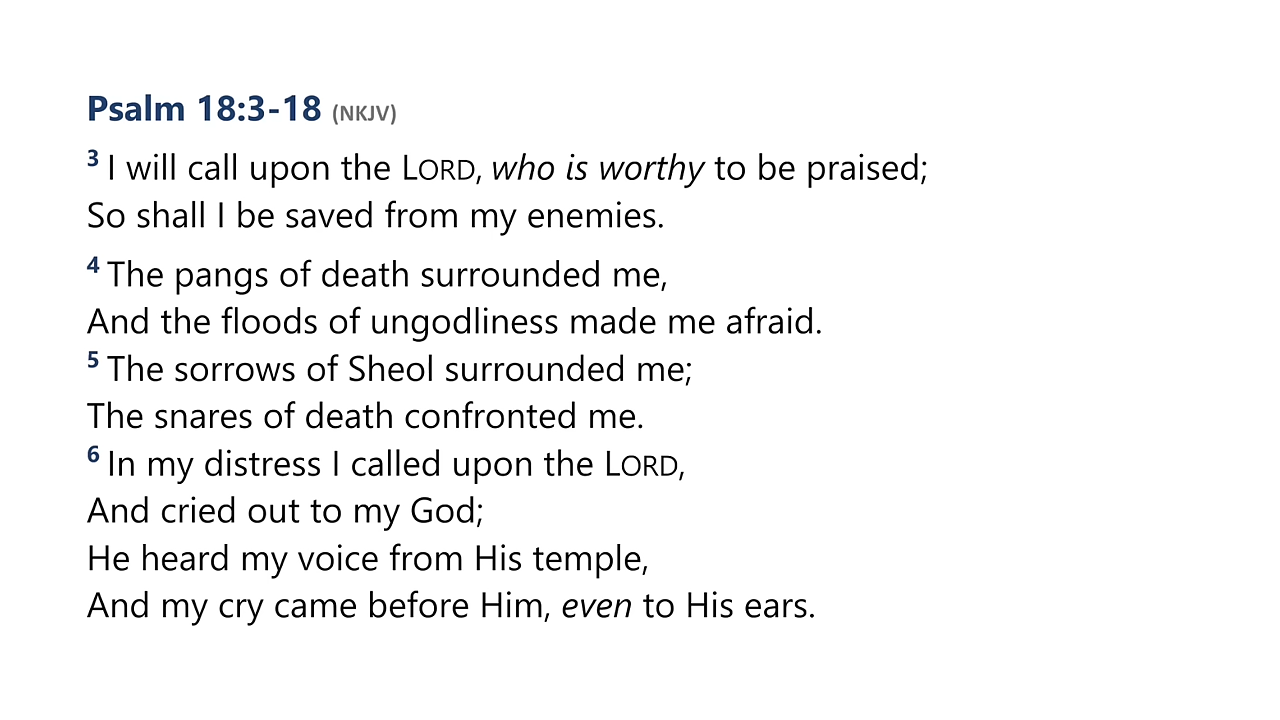 Psalm 18:3-18 (NKJV)
3 I will call upon the LORD, who is worthy to be praised;
So shall I be saved from my enemies.
4 The pangs of death surrounded me,
And the floods of ungodliness made me afraid.
5 The sorrows of Sheol surrounded me;
The snares of death confronted me.
6 In my distress I called upon the LORD,
And cried out to my God;
He heard my voice from His temple,
And my cry came before Him, even to His ears.